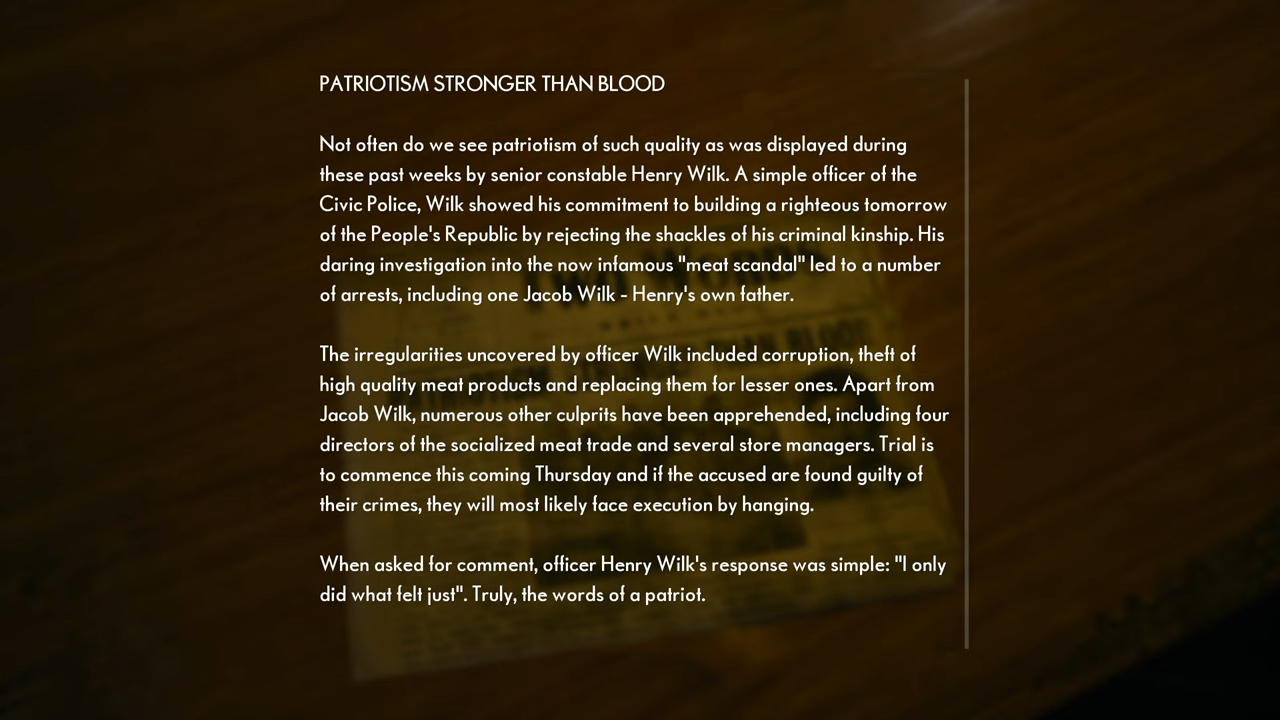 PATRIOTISM STRONGER THAN BLOOD
Not often do we see patriotism of such quality as was displayed during
these past weeks by senior constable Henry Wilk. A simple officer of the
Civic Police, Wilk showed his commitment to building a righteous tomorrow
of the People's Republic by rejecting the shackles of his criminal kinship. His
daring investigation into the now infamous "meat scandal" led to a number
of arrests, including one Jacob Wilk - Henry's own father.
The irregularities uncovered by officer Wilk included corruption, theft of
high quality meat products and replacing them for lesser ones. Apart from
Jacob Wilk, numerous other culprits have been apprehended, including four
directors of the socialized meat trade and several store managers. Trial is
to commence this coming Thursday and if the accused are found guilty of
their crimes, they will most likely face execution by hanging.
When asked for comment, officer Henry Wilk's response was simple: "I only
did what felt just". Truly, the words of a patriot.